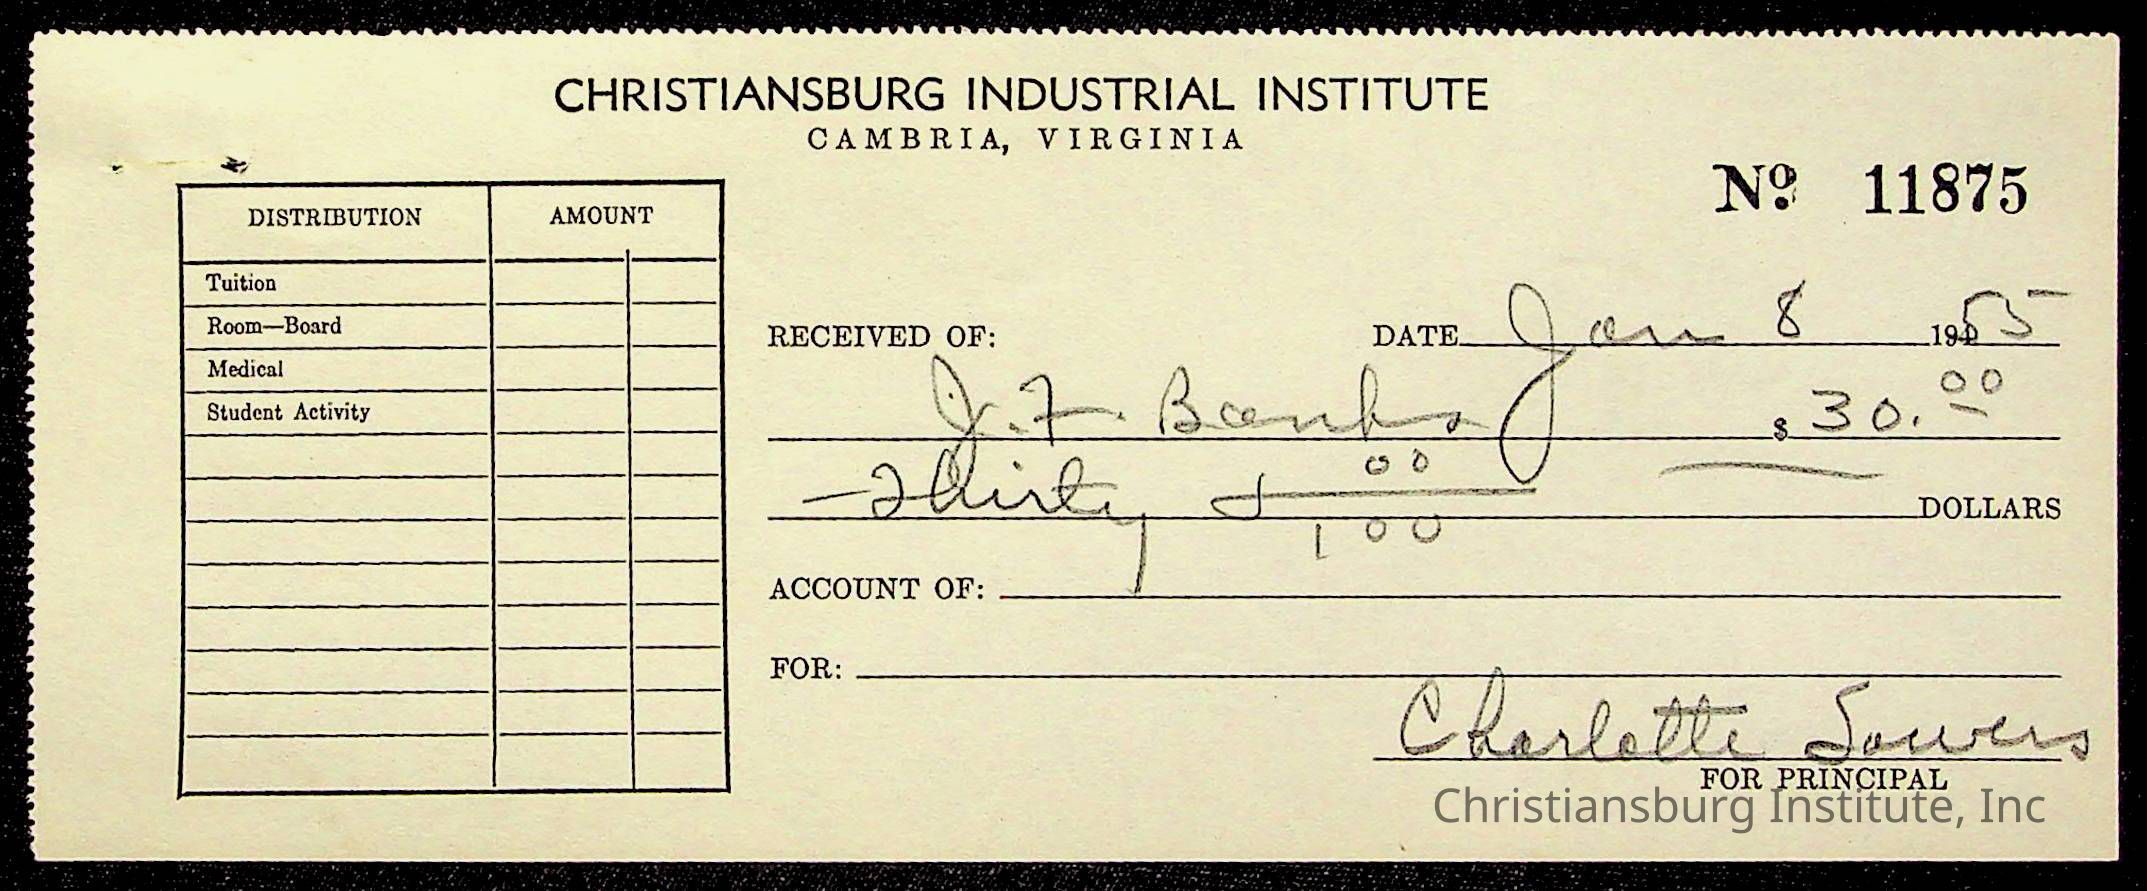 CHRISTIANSBURG INDUSTRIAL INSTITUTE
CAMBRIA, VIRGINIA
Nº 11875
DISTRIBUTION AMOUNT
Tuition
Room—Board
Medical
Student Activity
RECEIVED OF: DATE Jan 8 1955
J. F. Banks $ 30.00
Thirty + 00/100 DOLLARS
ACCOUNT OF:
FOR:
Charlotte Sowers
FOR PRINCIPAL
Christiansburg Institute, Inc